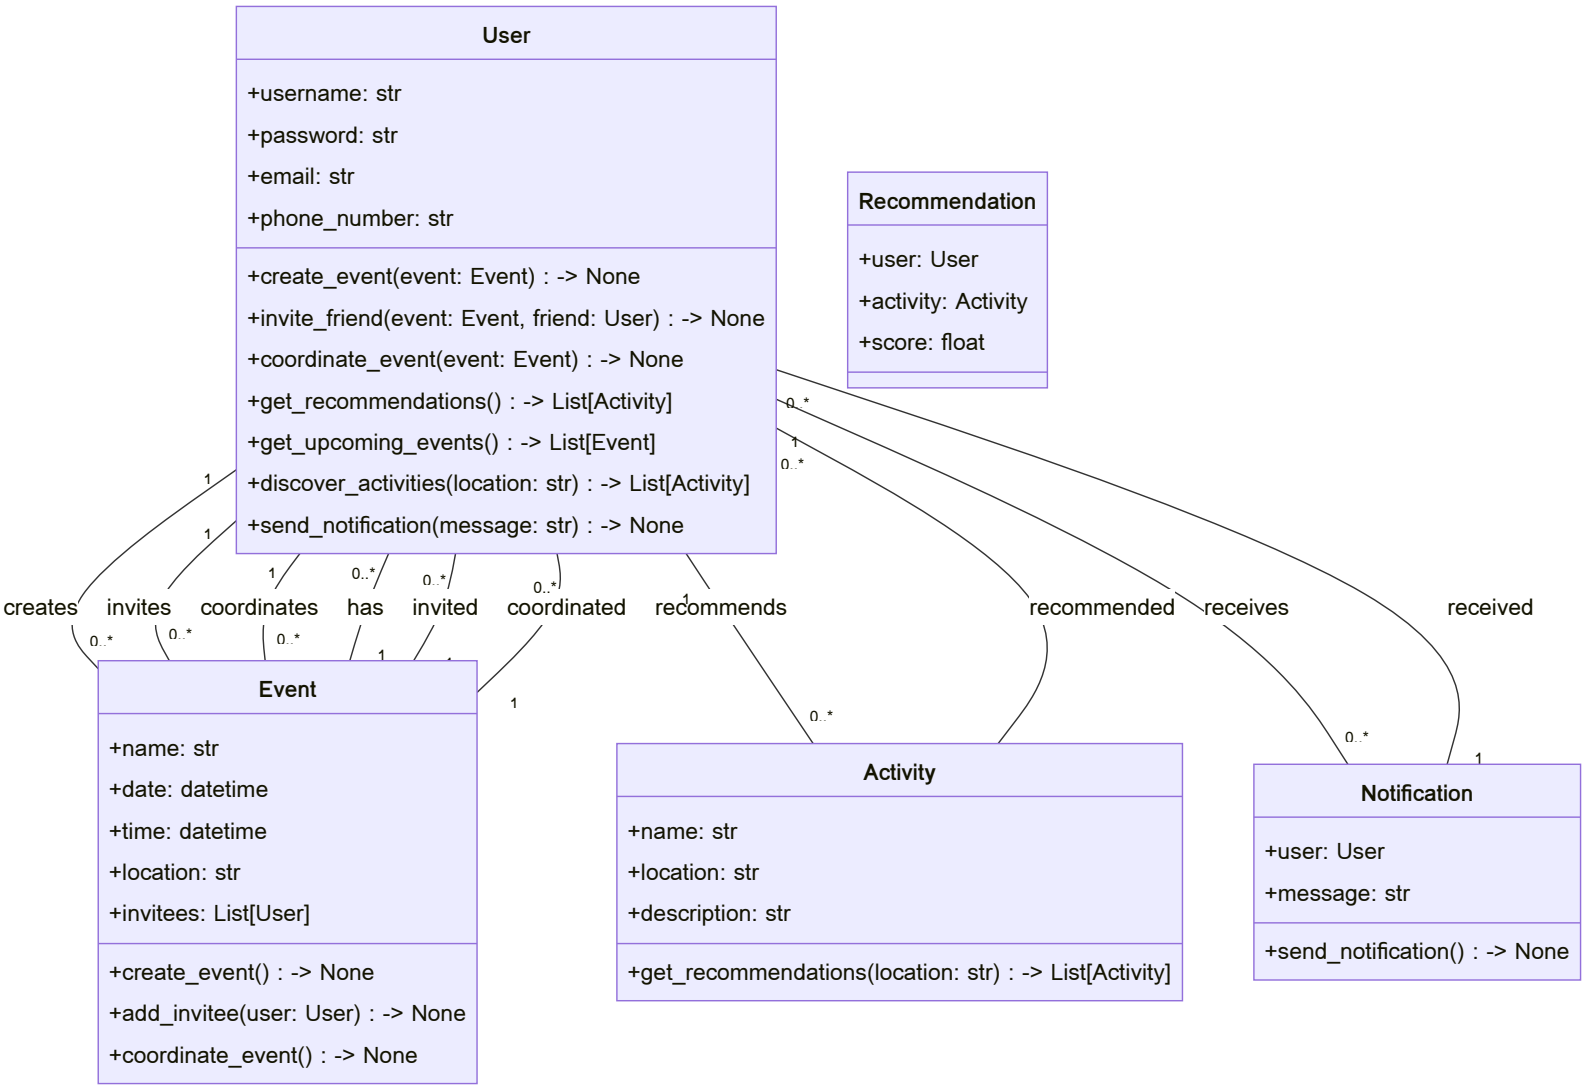 User
+username: str
+password: str
+email: str
+phone_number: str
+create_event(event: Event) : -> None
+invite_friend(event: Event, friend: User) : -> None
+coordinate_event(event: Event) : -> None
+get_recommendations() : -> List[Activity]
+get_upcoming_events() : -> List[Event]
+discover_activities(location: str) : -> List[Activity]
+send_notification(message: str) : -> None
Recommendation
+user: User
+activity: Activity
+score: float
0..*
1
0..*
1
1
1
0..*
0..*
0..*
1
creates
invites
coordinates
has
invited
coordinated
recommends
recommended
receives
received
0..*
0..*
0..*
1
1
1
0..*
0..*
1
Event
+name: str
+date: datetime
+time: datetime
+location: str
+invitees: List[User]
+create_event() : -> None
+add_invitee(user: User) : -> None
+coordinate_event() : -> None
Activity
+name: str
+location: str
+description: str
+get_recommendations(location: str) : -> List[Activity]
Notification
+user: User
+message: str
+send_notification() : -> None